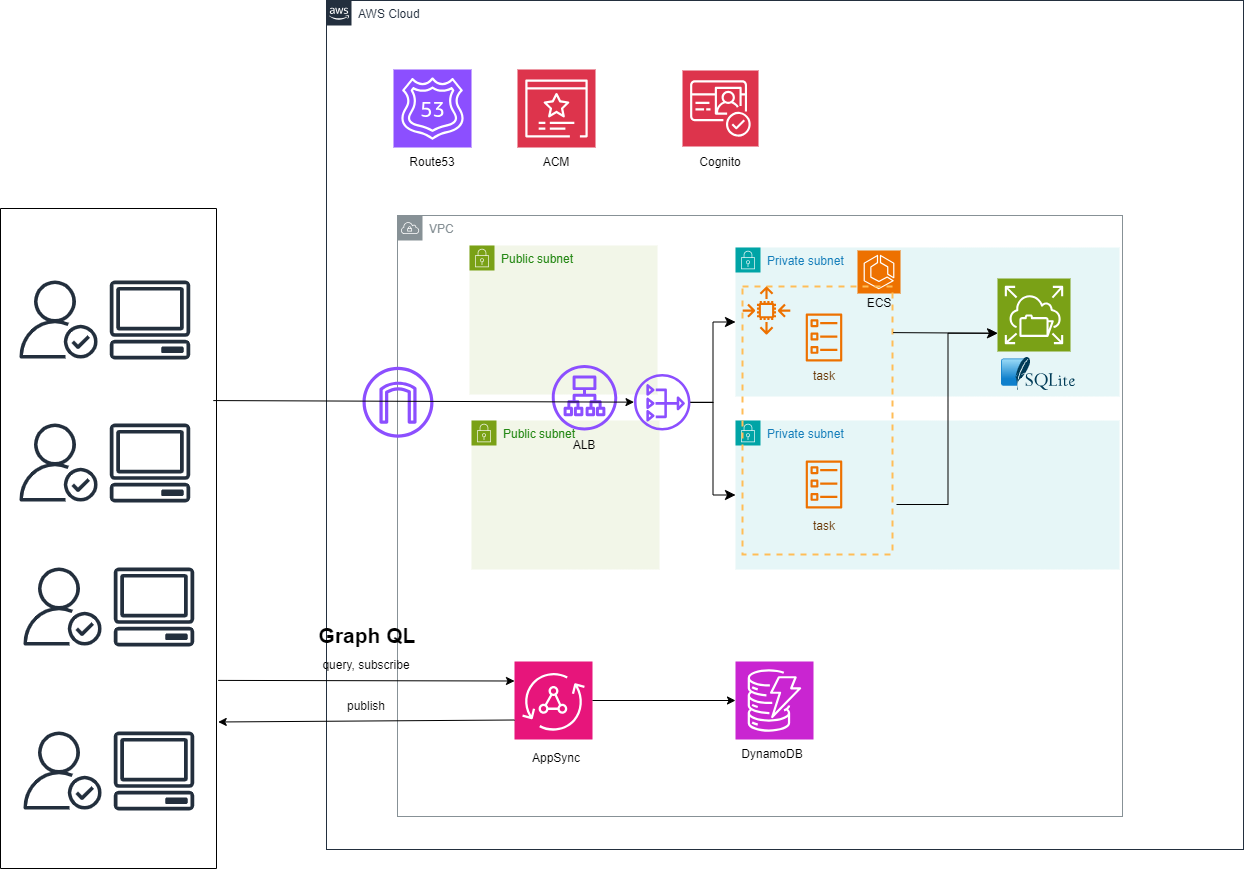 aws
AWS Cloud
53
Route53
ACM
Cognito
VPC
Public subnet
Private subnet
ECS
task
SQLite
Public subnet
ALB
Private subnet
task
Graph QL
query, subscribe
publish
AppSync
DynamoDB